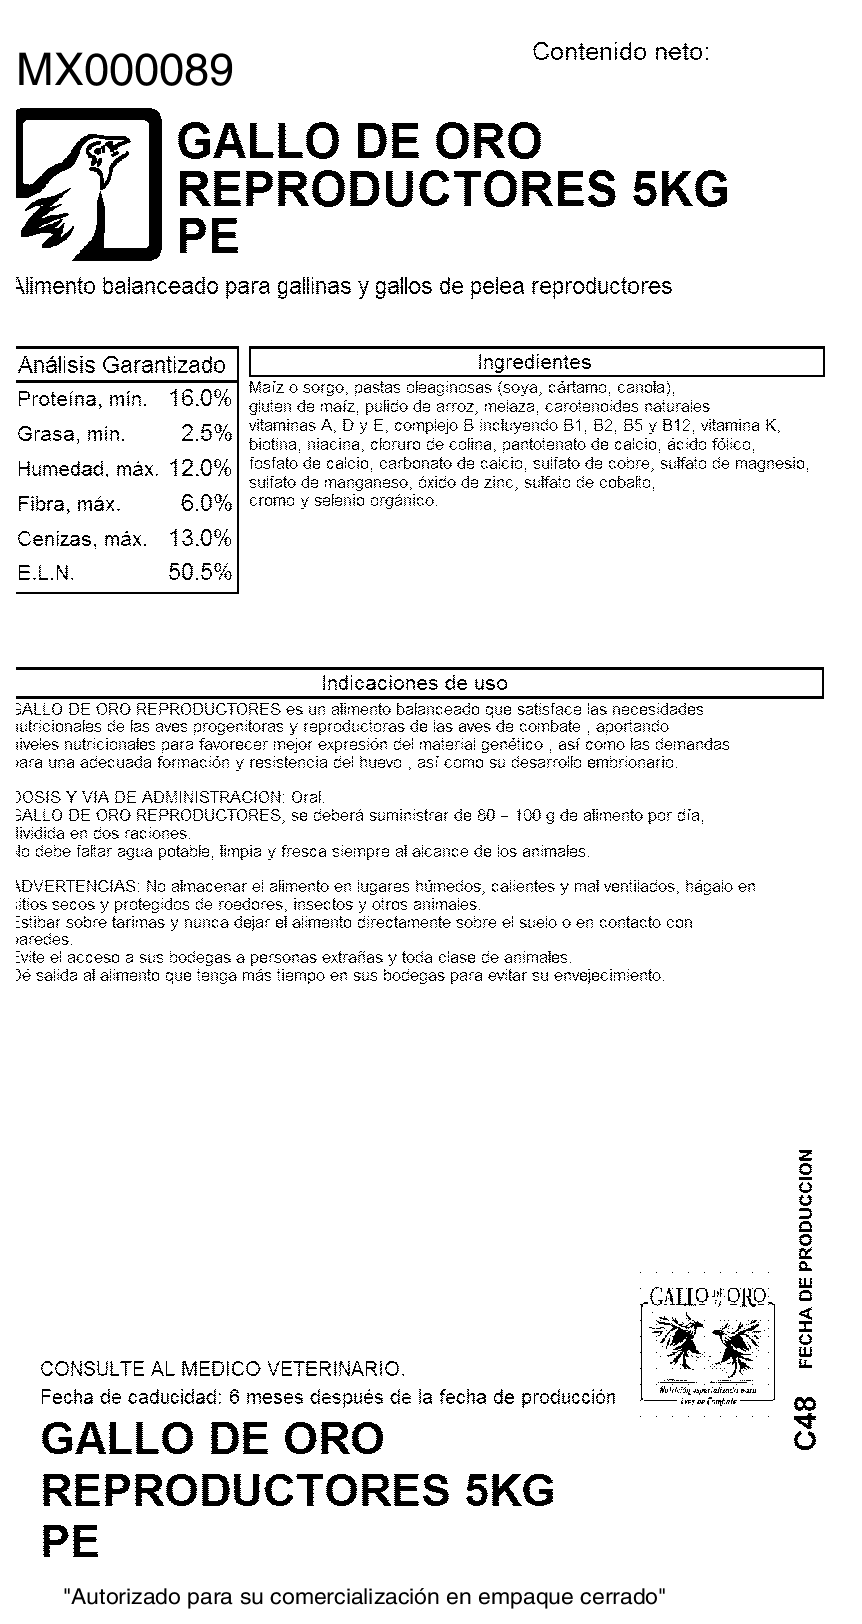 MX000089
Contenido neto:
GALLO DE ORO
REPRODUCTORES 5KG
PE
Alimento balanceado para gallinas y gallos de pelea reproductores
Análisis Garantizado
Proteína, mín. 16.0%
Grasa, mín. 2.5%
Humedad, máx. 12.0%
Fibra, máx. 6.0%
Cenizas, máx. 13.0%
E.L.N. 50.5%
Ingredientes
Maíz o sorgo, pastas oleaginosas (soya, cártamo, canola),
gluten de maíz, pulido de arroz, melaza, carotenoides naturales
vitaminas A, D y E, complejo B incluyendo B1, B2, B5 y B12, vitamina K,
biotina, niacina, cloruro de colina, pantotenato de calcio, ácido fólico,
fosfato de calcio, carbonato de calcio, sulfato de cobre, sulfato de magnesio,
sulfato de manganeso, óxido de zinc, sulfato de cobalto,
cromo y selenio orgánico.
Indicaciones de uso
GALLO DE ORO REPRODUCTORES es un alimento balanceado que satisface las necesidades
nutricionales de las aves progenitoras y reproductoras de las aves de combate , aportando
niveles nutricionales para favorecer mejor expresión del material genético , así como las demandas
para una adecuada formación y resistencia del huevo , así como su desarrollo embrionario.
DOSIS Y VIA DE ADMINISTRACION: Oral.
GALLO DE ORO REPRODUCTORES, se deberá suministrar de 80 – 100 g de alimento por día,
dividida en dos raciones.
No debe faltar agua potable, limpia y fresca siempre al alcance de los animales.
ADVERTENCIAS: No almacenar el alimento en lugares húmedos, calientes y mal ventilados, hágalo en
sitios secos y protegidos de roedores, insectos y otros animales.
Estibar sobre tarimas y nunca dejar el alimento directamente sobre el suelo o en contacto con
paredes.
Evite el acceso a sus bodegas a personas extrañas y toda clase de animales.
Dé salida al alimento que tenga más tiempo en sus bodegas para evitar su envejecimiento.
FECHA DE PRODUCCION
C48
GALLO DE ORO
Nutrición especializada para
Aves de Combate
CONSULTE AL MEDICO VETERINARIO.
Fecha de caducidad: 6 meses después de la fecha de producción
GALLO DE ORO
REPRODUCTORES 5KG
PE
"Autorizado para su comercialización en empaque cerrado"